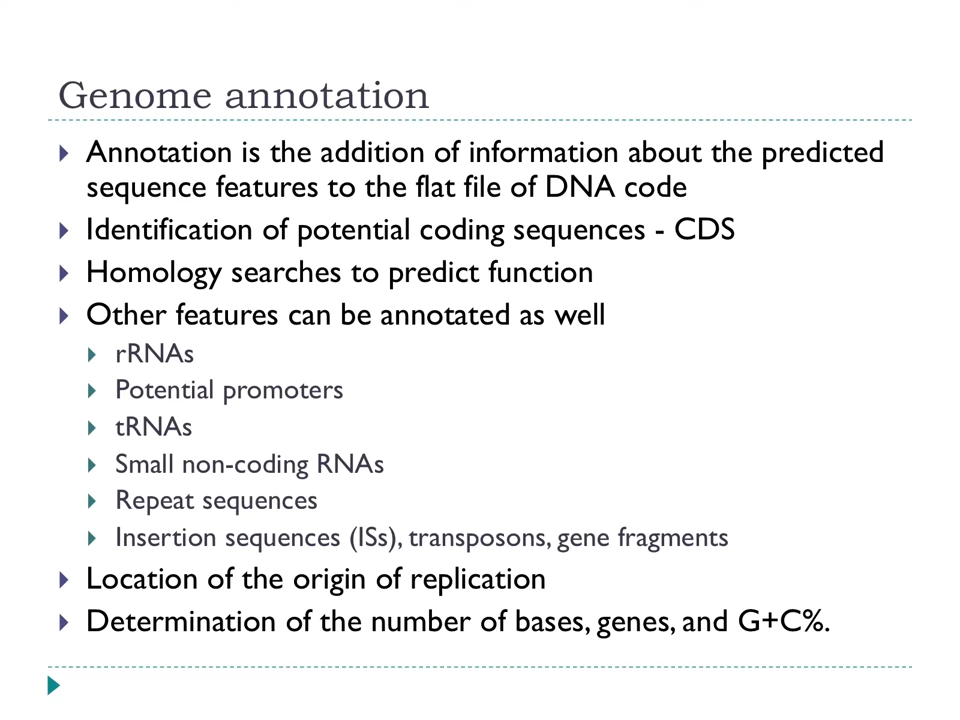 Genome annotation
Annotation is the addition of information about the predicted
sequence features to the flat file of DNA code
Identification of potential coding sequences - CDS
Homology searches to predict function
Other features can be annotated as well
rRNAs
Potential promoters
tRNAs
Small non-coding RNAs
Repeat sequences
Insertion sequences (ISs), transposons, gene fragments
Location of the origin of replication
Determination of the number of bases, genes, and G+C%.